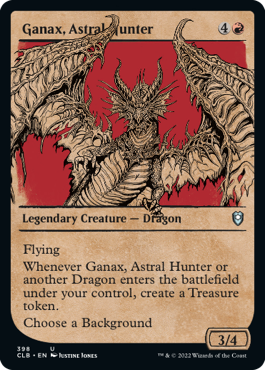 Ganax, Astral Hunter 4
Legendary Creature — Dragon
Flying
Whenever Ganax, Astral Hunter or
another Dragon enters the battlefield
under your control, create a Treasure
token.
Choose a Background
3/4
398 U
CLB • EN Justine Jones
™ & © 2022 Wizards of the Coast